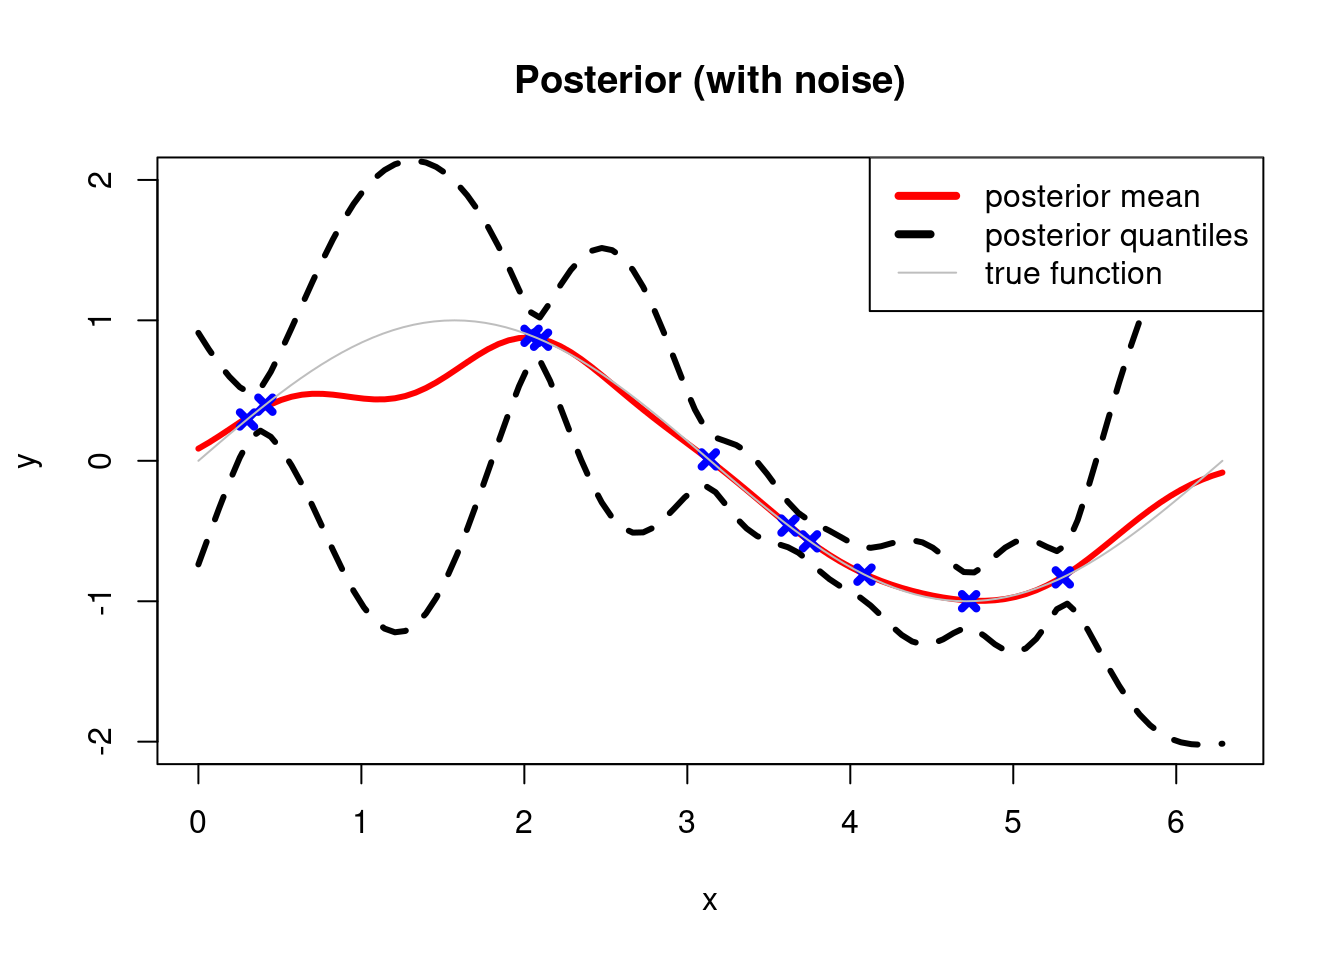 Posterior (with noise)
posterior mean
posterior quantiles
true function
y
2
1
0
-1
-2
0 1 2 3 4 5 6
x